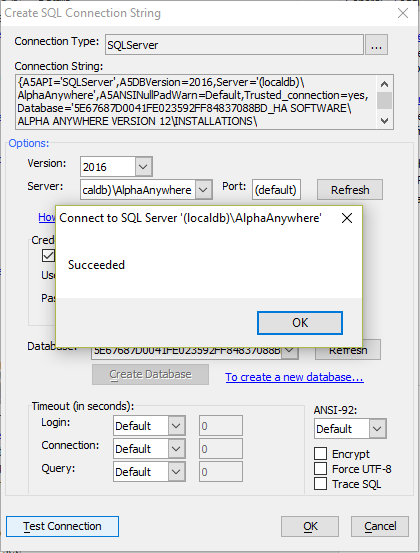 Create SQL Connection String
Connection Type:
SQLServer
...
Connection String:
{A5API='SQLServer',A5DBVersion=2016,Server='(localdb)\
AlphaAnywhere',A5ANSINullPadWarn=Default,Trusted_connection=yes,
Database='5E67687D0041FE023592FF84837088BD_HA SOFTWARE\
ALPHA ANYWHERE VERSION 12\INSTALLATIONS\
Options:
Version:
2016
Server:
caldb)\AlphaAnywhere
Port:
(default)
Refresh
How
Connect to SQL Server '(localdb)\AlphaAnywhere'
Succeeded
OK
Cred
Use
Pas
Database:
5E67687D0041FE023592FF84837088B
Refresh
Create Database
To create a new database...
Timeout (in seconds):
Login:
Default
0
Connection:
Default
0
Query:
Default
0
ANSI-92:
Default
Encrypt
Force UTF-8
Trace SQL
Test Connection
OK
Cancel